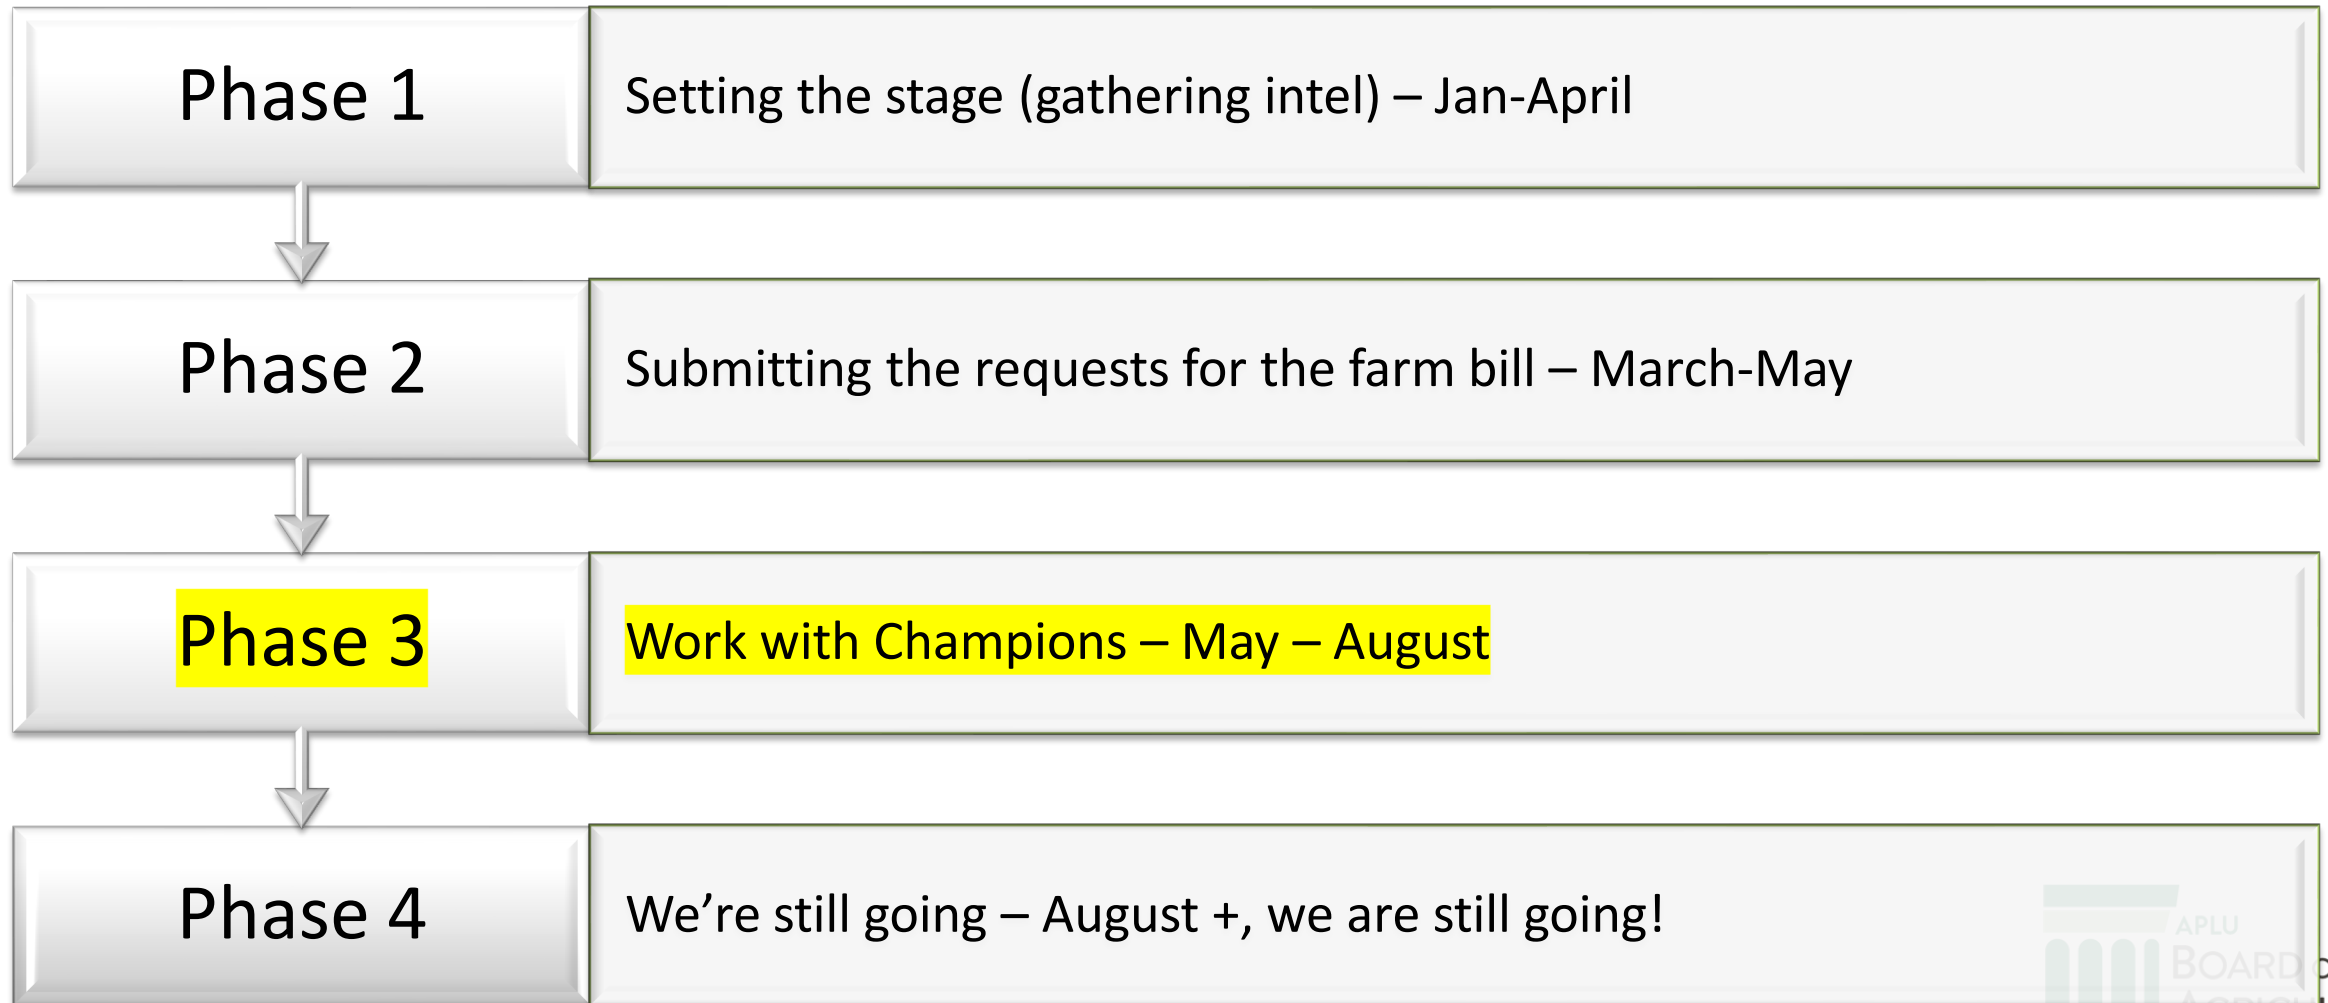 Phase 1
Setting the stage (gathering intel) – Jan-April
Phase 2
Submitting the requests for the farm bill – March-May
Phase 3
Work with Champions – May – August
Phase 4
We’re still going – August +, we are still going!
APLU
BOARD